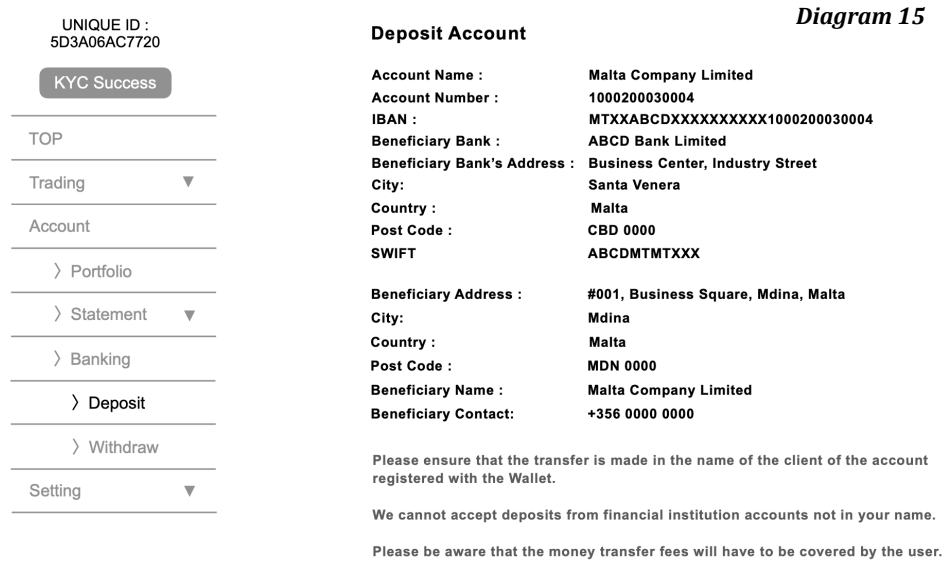 Diagram 15
UNIQUE ID :
5D3A06AC7720
KYC Success
TOP
Trading ▼
Account
〉 Portfolio
〉 Statement ▼
〉 Banking
〉 Deposit
〉 Withdraw
Setting ▼
Deposit Account
Account Name : Malta Company Limited
Account Number : 1000200030004
IBAN : MTXXABCDXXXXXXXXXX1000200030004
Beneficiary Bank : ABCD Bank Limited
Beneficiary Bank’s Address : Business Center, Industry Street
City: Santa Venera
Country : Malta
Post Code : CBD 0000
SWIFT ABCDMTMTXXX
Beneficiary Address : #001, Business Square, Mdina, Malta
City: Mdina
Country : Malta
Post Code : MDN 0000
Beneficiary Name : Malta Company Limited
Beneficiary Contact: +356 0000 0000
Please ensure that the transfer is made in the name of the client of the account
registered with the Wallet.
We cannot accept deposits from financial institution accounts not in your name.
Please be aware that the money transfer fees will have to be covered by the user.